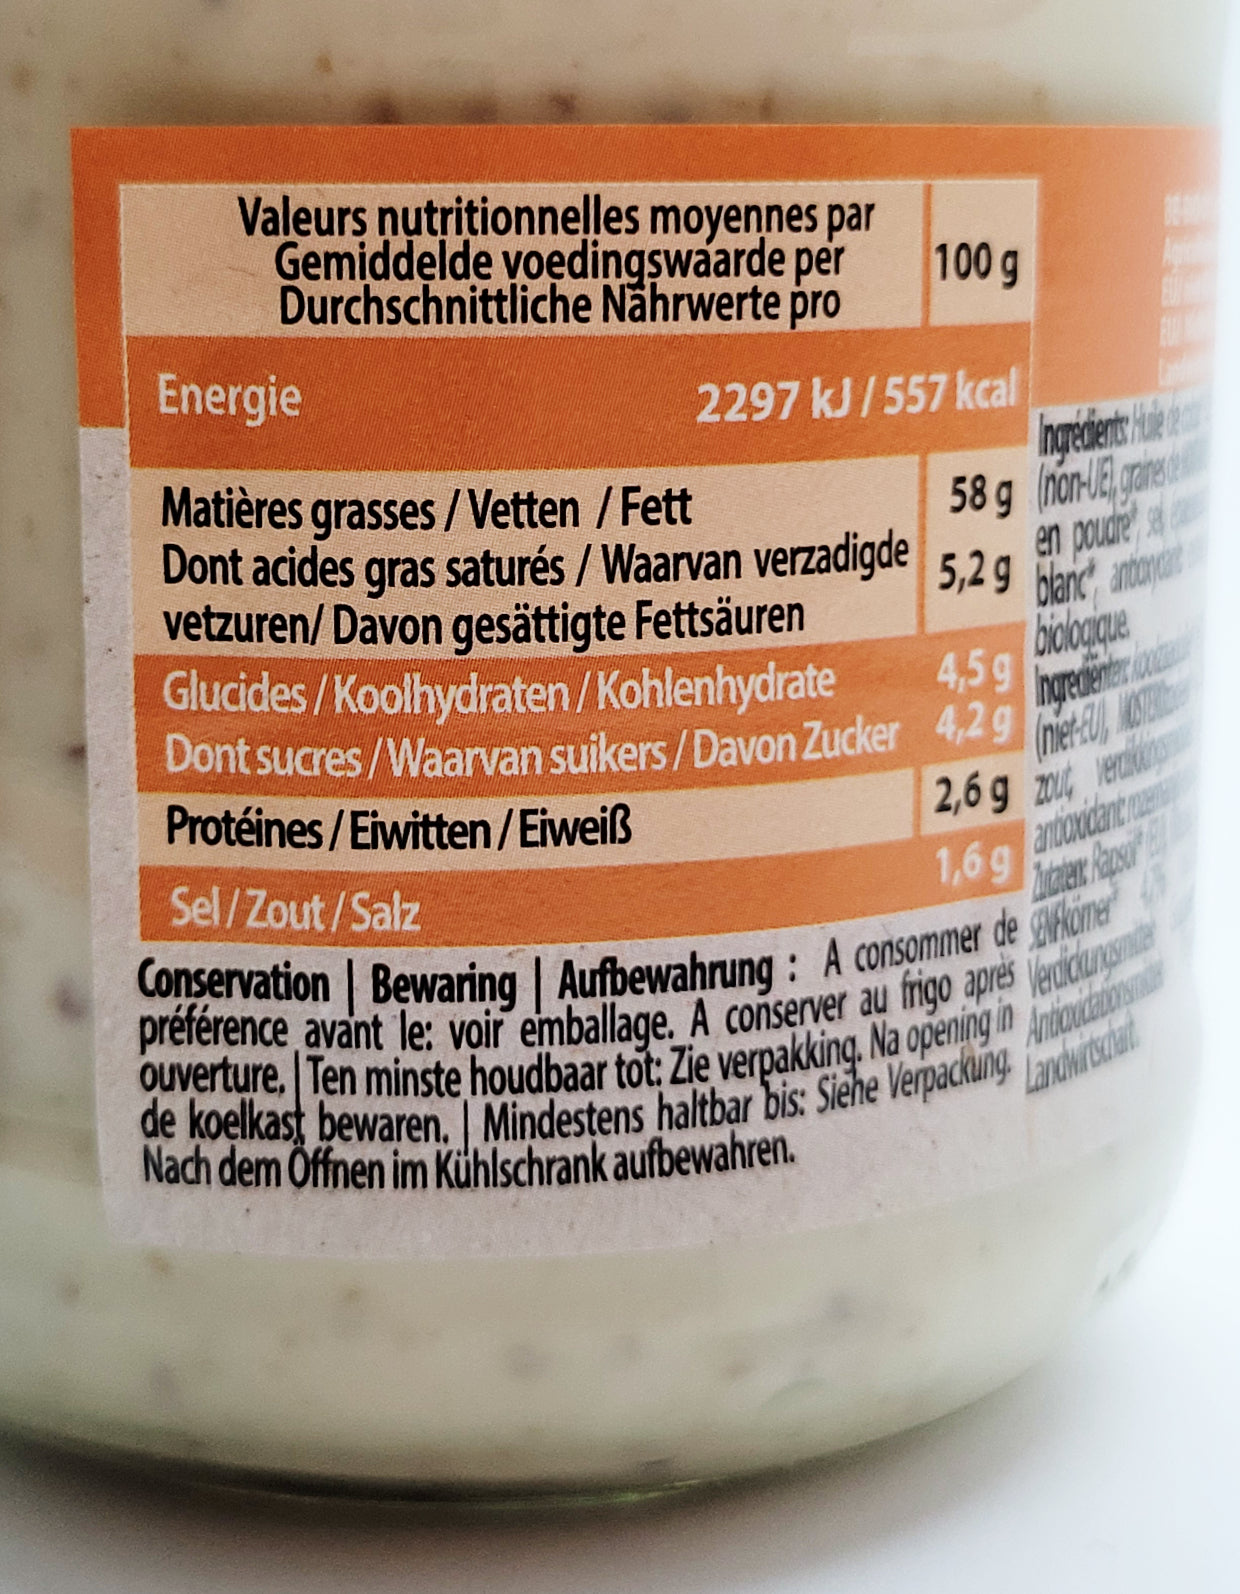 Valeurs nutritionnelles moyennes par
Gemiddelde voedingswaarde per
Durchschnittliche Nährwerte pro
100 g
Energie 2297 kJ / 557 kcal
Matières grasses / Vetten / Fett 58 g
Dont acides gras saturés / Waarvan verzadigde 5,2 g
vetzuren/ Davon gesättigte Fettsäuren
Glucides / Koolhydraten / Kohlenhydrate 4,5 g
Dont sucres / Waarvan suikers / Davon Zucker 4,2 g
Protéines / Eiwitten / Eiweiß 2,6 g
Sel / Zout / Salz 1,6 g
Conservation | Bewaring | Aufbewahrung : A consommer de
préférence avant le: voir emballage. A conserver au frigo après
ouverture. | Ten minste houdbaar tot: Zie verpakking. Na opening in
de koelkast bewaren. | Mindestens haltbar bis: Siehe Verpackung.
Nach dem Öffnen im Kühlschrank aufbewahren.
Ingrédients: Huile de
(non-UE), graines de
en poudre*, sel,
blanc*, antioxydant
biologique.
Ingrediënten:
(niet-EU),
zout,
antioxidant:
Zutaten: Rapsöl*
SENFkörner*
Verdickungsmittel
Antioxidationsmittel
Landwirtschaft.